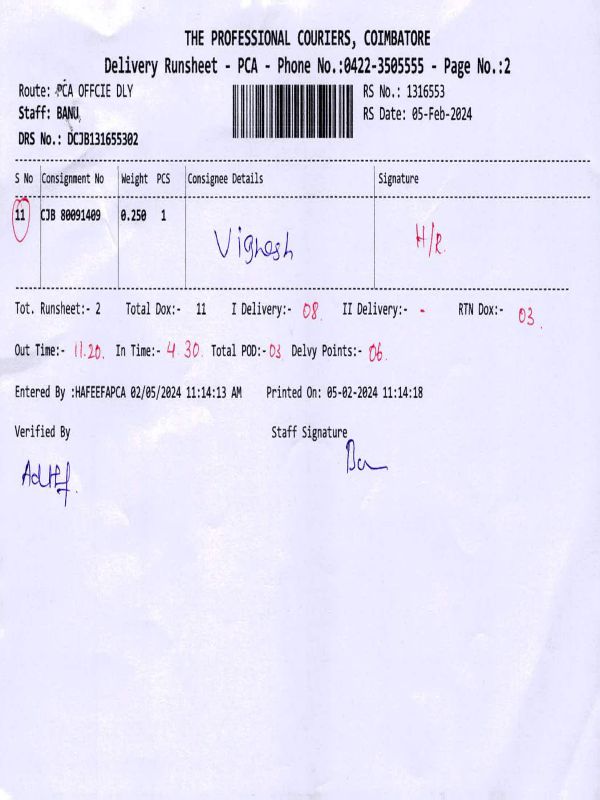 THE PROFESSIONAL COURIERS, COIMBATORE
Delivery Runsheet - PCA - Phone No.:0422-3505555 - Page No.:2
Route: PCA OFFCIE DLY RS No.: 1316553
Staff: BANU RS Date: 05-Feb-2024
DRS No.: DCJB131655302
S No Consignment No Weight PCS Consignee Details Signature
11 CJB 80091409 0.250 1 Vighesh H/R
Tot. Runsheet:- 2 Total Dox:- 11 I Delivery:- 08 II Delivery:- - RTN Dox:- 03
Out Time:- 11.20. In Time:- 4.30. Total POD:- 03 Delvy Points:- 06.
Entered By :HAFEEFAPCA 02/05/2024 11:14:13 AM Printed On: 05-02-2024 11:14:18
Verified By Staff Signature